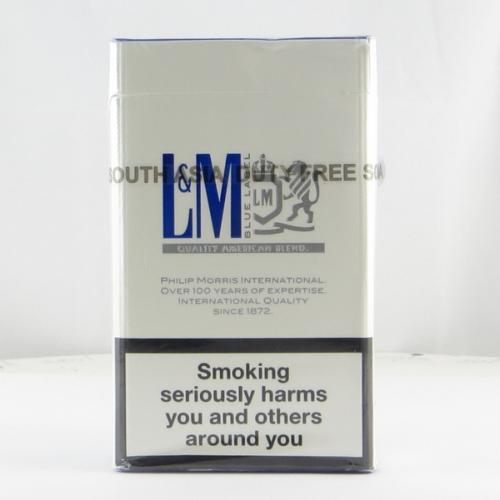 SOUTH ASIA DUTY FREE
L&M
BLUE LABEL
LM
QUALITY AMERICAN BLEND.
PHILIP MORRIS INTERNATIONAL.
OVER 100 YEARS OF EXPERTISE.
INTERNATIONAL QUALITY
SINCE 1872.
Smoking
seriously harms
you and others
around you